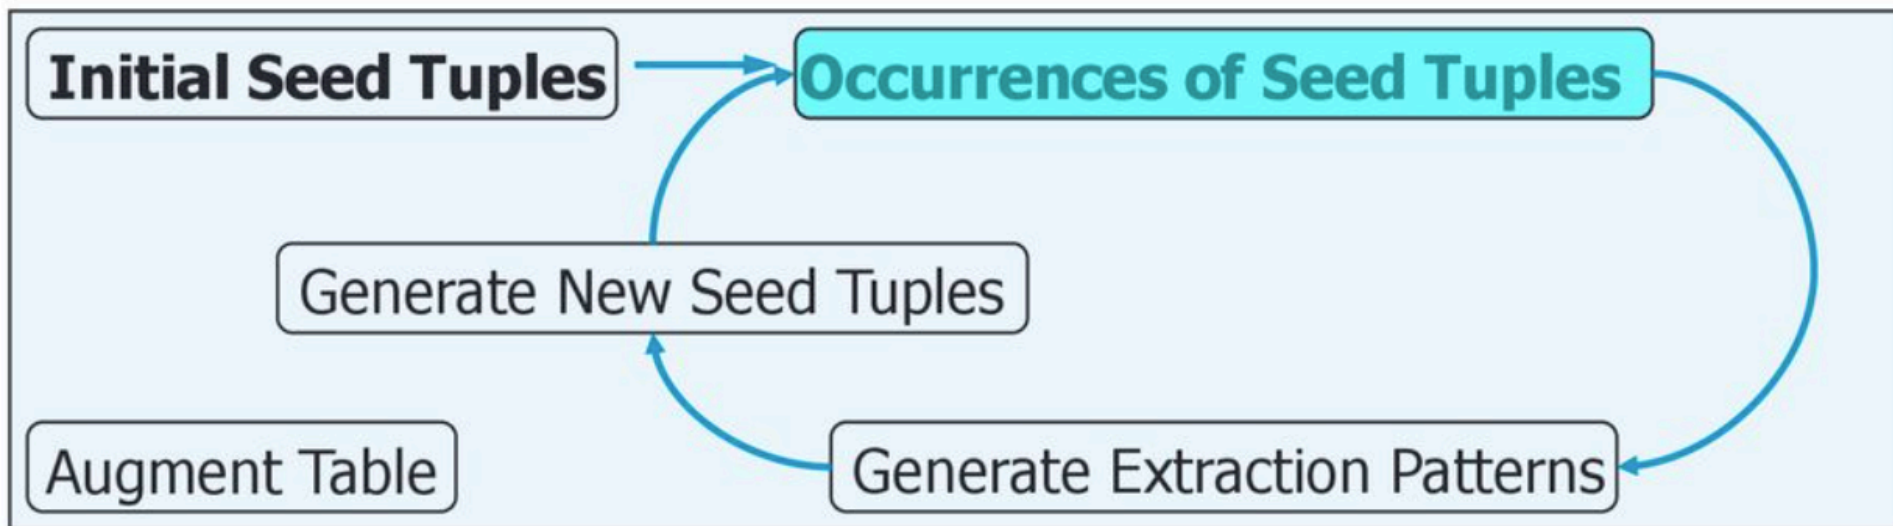 Initial Seed Tuples
Occurrences of Seed Tuples
Generate New Seed Tuples
Augment Table
Generate Extraction Patterns